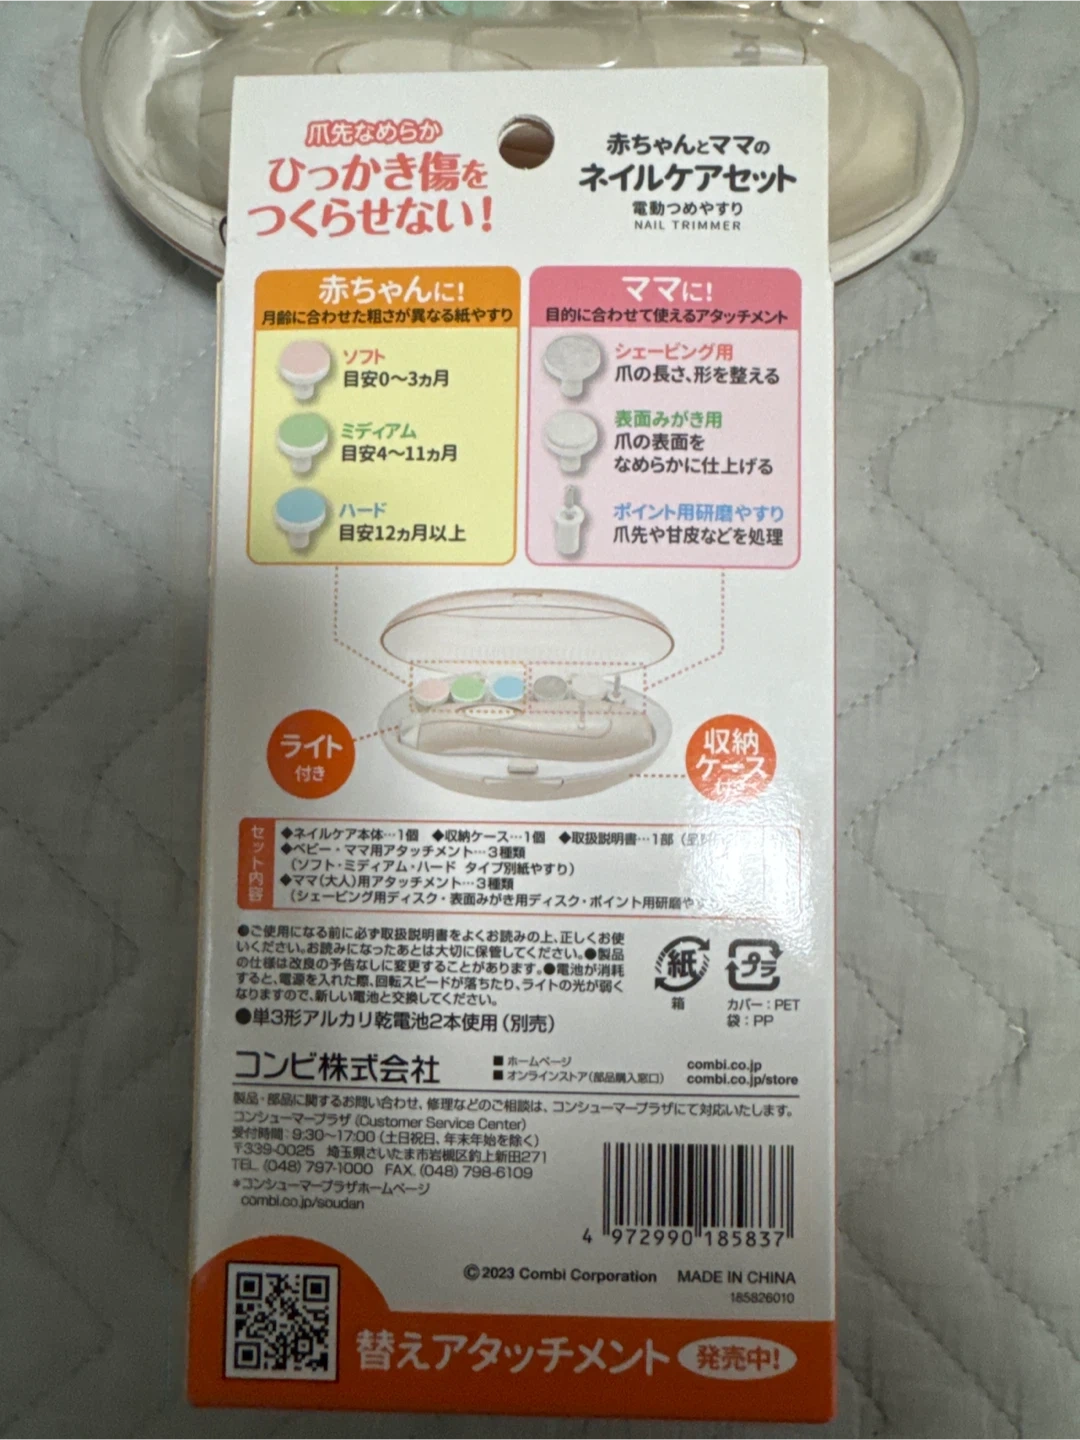 爪先なめらか
ひっかき傷を
つくらせない!
赤ちゃんとママの
ネイルケアセット
電動つめやすり
NAIL TRIMMER
赤ちゃんに!
月齢に合わせた粗さが異なる紙やすり
ソフト
目安0〜3ヵ月
ミディアム
目安4〜11ヵ月
ハード
目安12ヵ月以上
ママに!
目的に合わせて使えるアタッチメント
シェービング用
爪の長さ、形を整える
表面みがき用
爪の表面を
なめらかに仕上げる
ポイント用研磨やすり
爪先や甘皮などを処理
ライト
付き
収納
ケース
付き
セット内容
◆ネイルケア本体…1個 ◆収納ケース…1個 ◆取扱説明書…1部
◆ベビー・ママ用アタッチメント…3種類
(ソフト・ミディアム・ハード タイプ別紙やすり)
◆ママ(大人)用アタッチメント…3種類
(シェービング用ディスク・表面みがき用ディスク・ポイント用研磨や
●ご使用になる前に必ず取扱説明書をよくお読みの上、正しくお使
いください。お読みになったあとは大切に保管してください。●製品
の仕様は改良の予告なしに変更することがあります。●電池が消耗
すると、電源を入れた際、回転スピードが落ちたり、ライトの光が弱く
なりますので、新しい電池と交換してください。
●単3形アルカリ乾電池2本使用(別売)
紙
箱
プラ
カバー:PET
袋:PP
コンビ株式会社
■ ホームページ combi.co.jp
■ オンラインストア(部品購入窓口) combi.co.jp/store
製品・部品に関するお問い合わせ、修理などのご相談は、コンシューマープラザにて対応いたします。
コンシューマープラザ(Customer Service Center)
受付時間:9:30〜17:00(土日祝日、年末年始を除く)
〒339-0025 埼玉県さいたま市岩槻区釣上新田271
TEL. (048) 797-1000 FAX. (048) 798-6109
*コンシューマープラザホームページ
combi.co.jp/soudan
4 972990 185837
©2023 Combi Corporation MADE IN CHINA
185826010
替えアタッチメント 発売中!